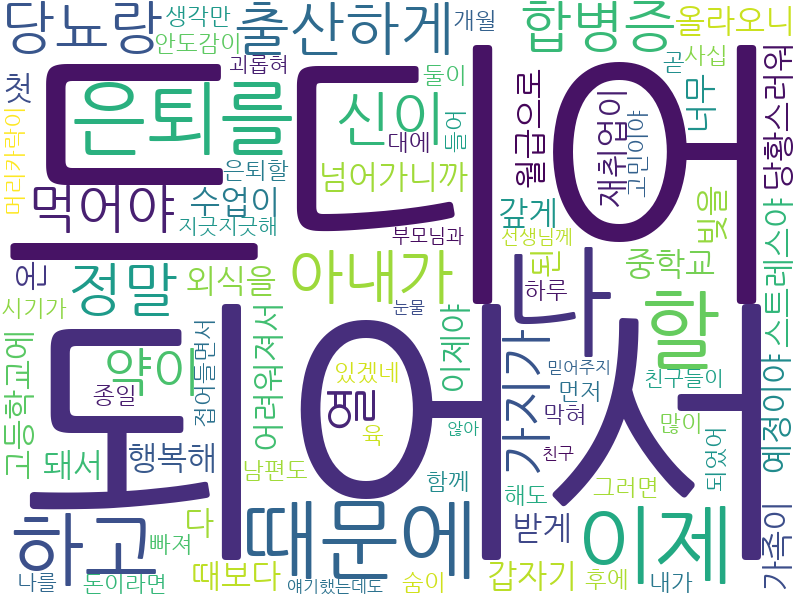 당뇨랑
생각만
안도감이
출산하게
개월
합병증
올라오니
곧
사십
첫
괴롭혀
둘이
드디어
은퇴를
신이
대에
들어
월급으로
재취업이
고민이야
너무
당황스러워
머리카락이
먹어야
은퇴할
수업이
지긋지긋해
넘어가니까
부모님과
갚게
선생님께
빚을
온
정말
외식을
아내가
된
하루
중학교
스트레스야
시기가
눈물
나
할
고등학교에
되어서
약이
접어들면서
어려워져서
열
있겠네
육
이제야
가지가
믿어주지
먼저
친구들이
예정이야
종일
막혀
많이
돼서
행복해
남편도
않아
친구
함께
해도
그러면
되었어
하고
빠져
다
때문에
받게
이제
가족이
나를
돈이라면
때보다
얘기했는데도
숨이
갑자기
후에
내가